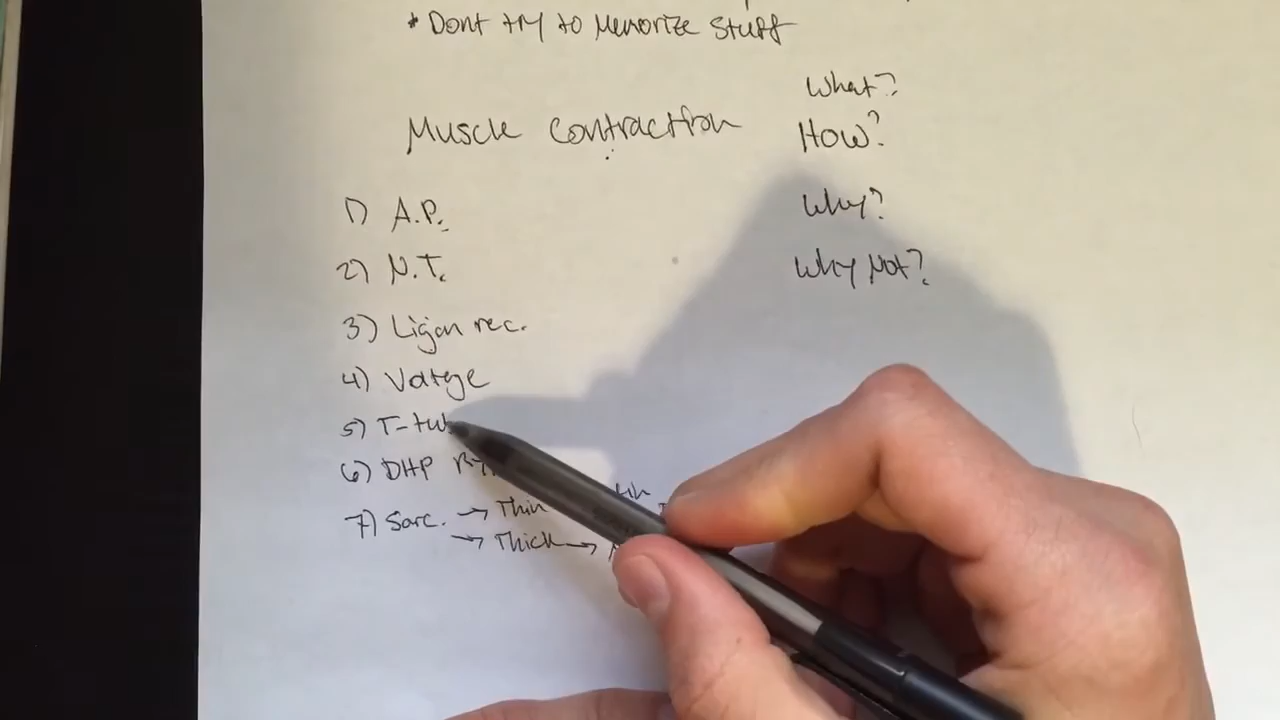 * Dont try to Memorize Stuff
Muscle Contraction
1) A.P.
2) N.T.
3) Ligan rec.
4) Voltge
5) T-tu
6) DHP
7) Sarc. → Thin
→ Thick →
What?
How?
Why?
Why Not?